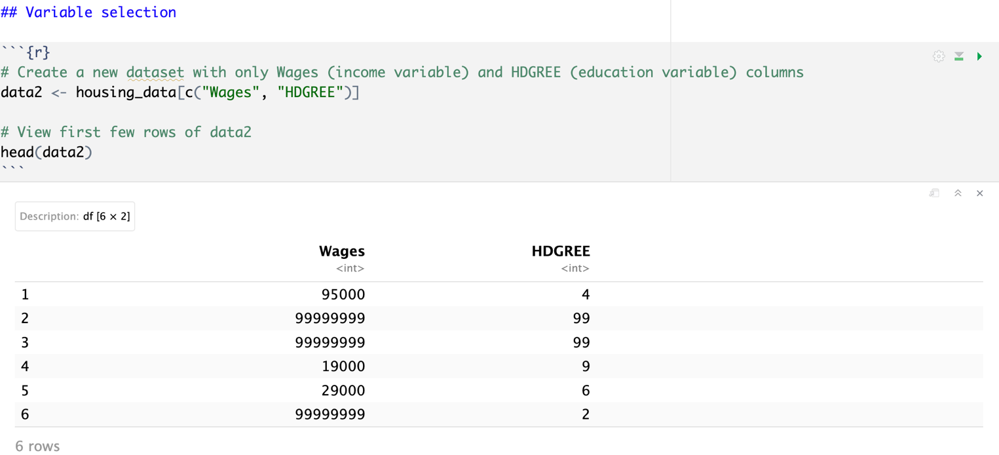 ## Variable selection
```{r}
# Create a new dataset with only Wages (income variable) and HDGREE (education variable) columns
data2 <- housing_data[c("Wages", "HDGREE")]
# View first few rows of data2
head(data2)
```
Description: df [6 × 2]
Wages HDGREE
<int> <int>
1 95000 4
2 99999999 99
3 99999999 99
4 19000 9
5 29000 6
6 99999999 2
6 rows